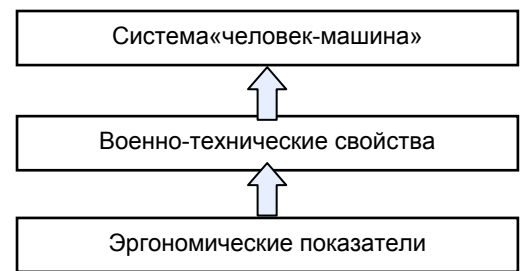 Система«человек-машина»
Военно-технические свойства
Эргономические показатели